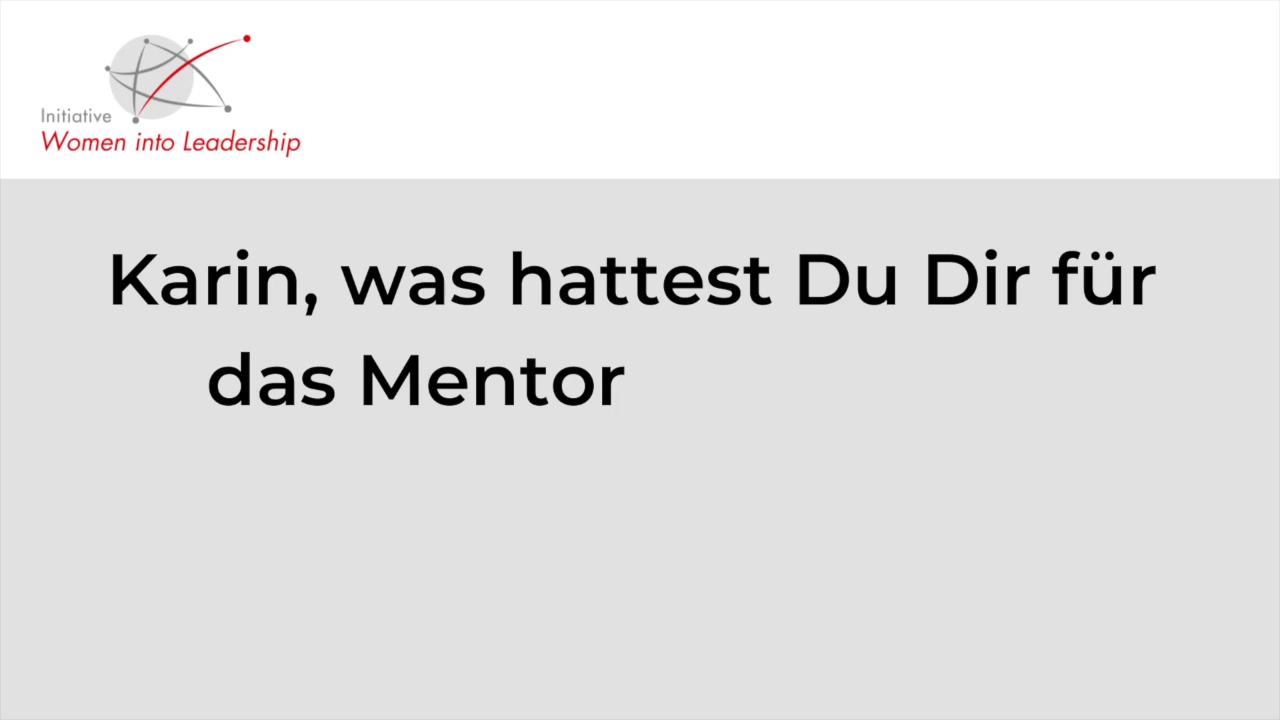 Initiative
Women into Leadership
Karin, was hattest Du Dir für
das Mentor